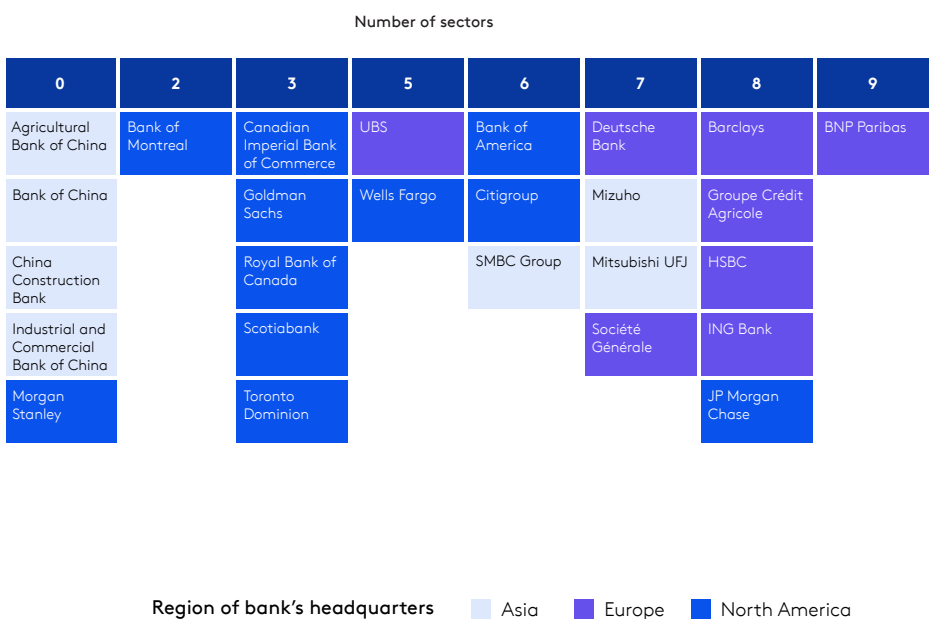 Number of sectors
0
2
3
5
6
7
8
9
Agricultural
Bank of China
Bank of
Montreal
Canadian
Imperial Bank
of Commerce
UBS
Bank of
America
Deutsche
Bank
Barclays
BNP Paribas
Bank of China
Goldman
Sachs
Wells Fargo
Citigroup
Mizuho
Groupe Crédit
Agricole
China
Construction
Bank
Royal Bank of
Canada
SMBC Group
Mitsubishi UFJ
HSBC
Industrial and
Commercial
Bank of China
Scotiabank
Société
Générale
ING Bank
Morgan
Stanley
Toronto
Dominion
JP Morgan
Chase
Region of bank's headquarters
Asia
Europe
North America